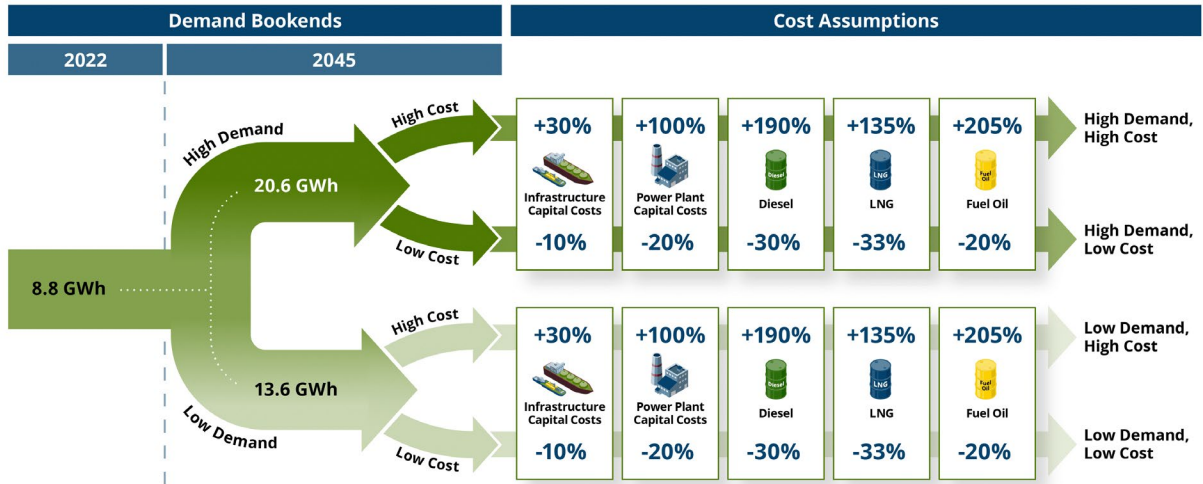 Demand Bookends
Cost Assumptions
2022
2045
High Demand
20.6 GWh
High Cost
Low Cost
8.8 GWh
13.6 GWh
Low Demand
High Cost
Low Cost
+30%
Infrastructure
Capital Costs
-10%
+100%
Power Plant
Capital Costs
-20%
+190%
Diesel
Diesel
-30%
+135%
LNG
LNG
-33%
+205%
Fuel
Oil
Fuel Oil
-20%
High Demand,
High Cost
High Demand,
Low Cost
+30%
Infrastructure
Capital Costs
-10%
+100%
Power Plant
Capital Costs
-20%
+190%
Diesel
Diesel
-30%
+135%
LNG
LNG
-33%
+205%
Fuel
Oil
Fuel Oil
-20%
Low Demand,
High Cost
Low Demand,
Low Cost